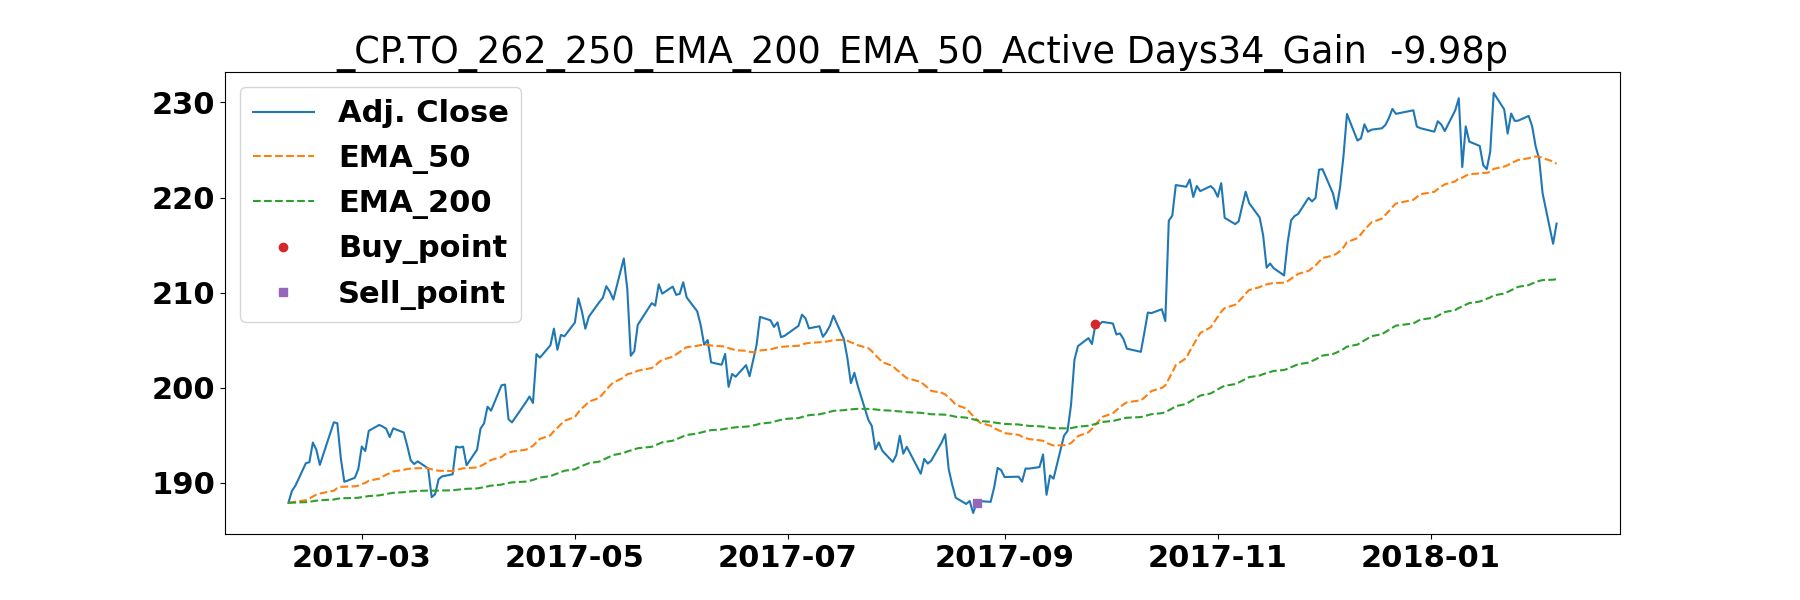 _CP.TO_262_250_EMA_200_EMA_50_Active Days34_Gain -9.98p
230
220
210
200
190
Adj. Close
EMA_50
EMA_200
Buy_point
Sell_point
2017-03 2017-05 2017-07 2017-09 2017-11 2018-01